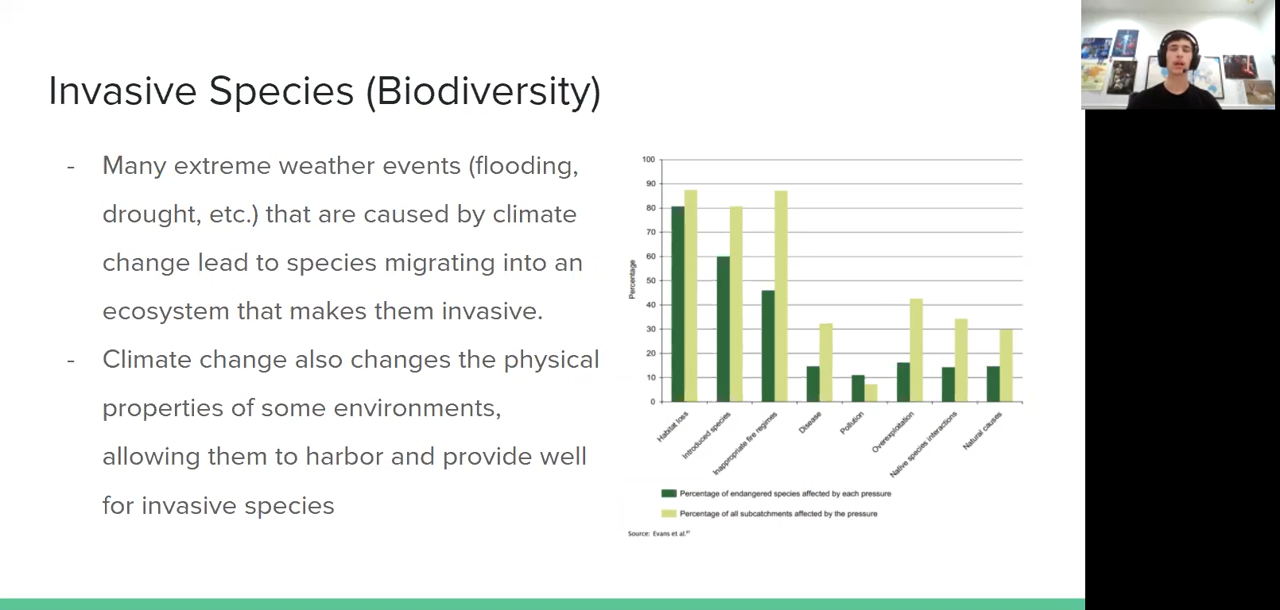 Invasive Species (Biodiversity)
- Many extreme weather events (flooding,
drought, etc.) that are caused by climate
change lead to species migrating into an
ecosystem that makes them invasive.
- Climate change also changes the physical
properties of some environments,
allowing them to harbor and provide well
for invasive species
Percentage
100
90
80
70
60
50
40
30
20
10
0
Habitat loss
Introduced species
Inappropriate fire regimes
Disease
Pollution
Overexploitation
Native species interactions
Natural causes
Percentage of endangered species affected by each pressure
Percentage of all subcatchments affected by the pressure
Source: Evans et al.